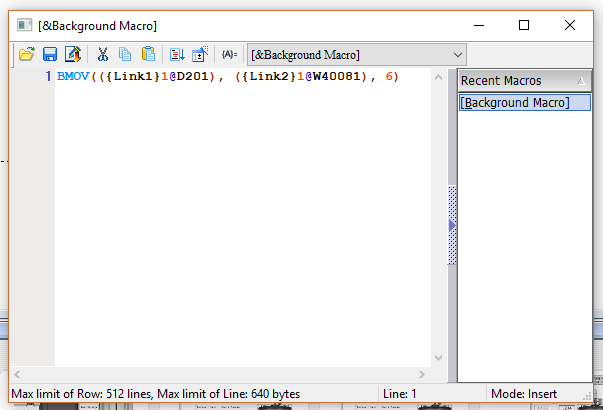 [&Background Macro]
{A}= [&Background Macro]
1 BMOV(({Link1}1@D201), ({Link2}1@W40081), 6)
Recent Macros
[Background Macro]
Max limit of Row: 512 lines, Max limit of Line: 640 bytes Line: 1 Mode: Insert